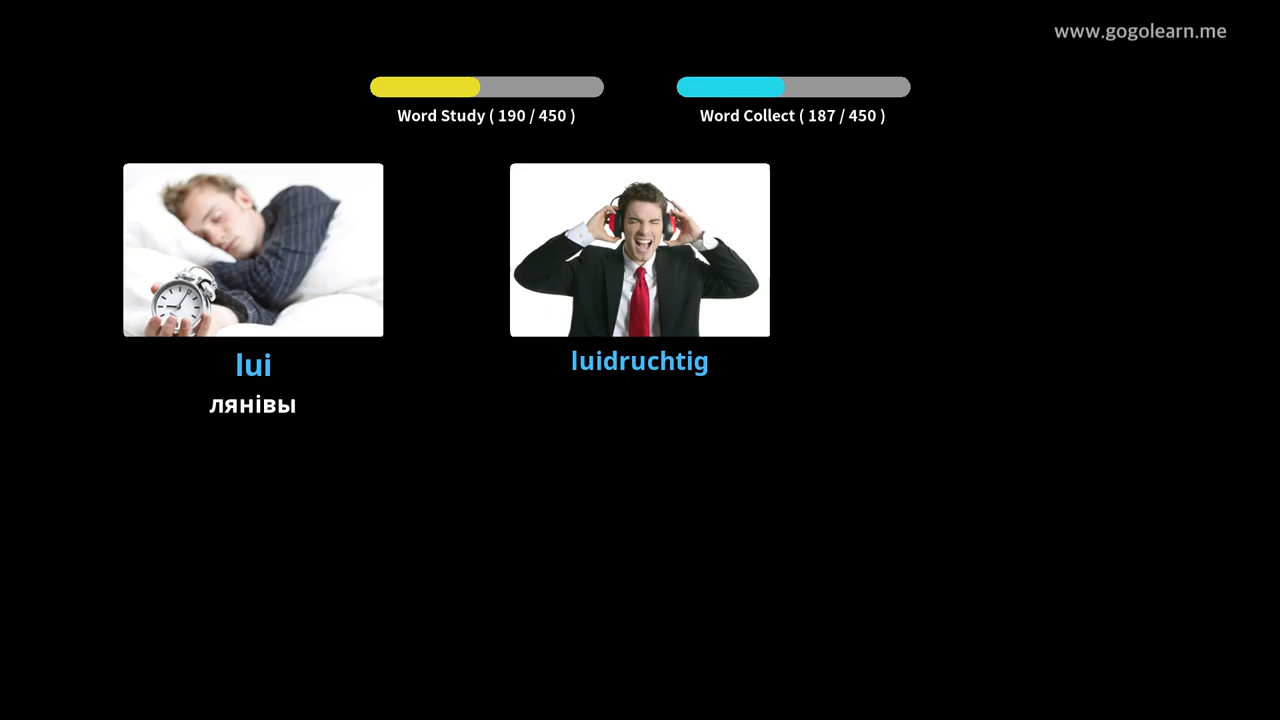 www.gogolearn.me
Word Study ( 190 / 450 )
Word Collect ( 187 / 450 )
lui
лянівы
luidruchtig